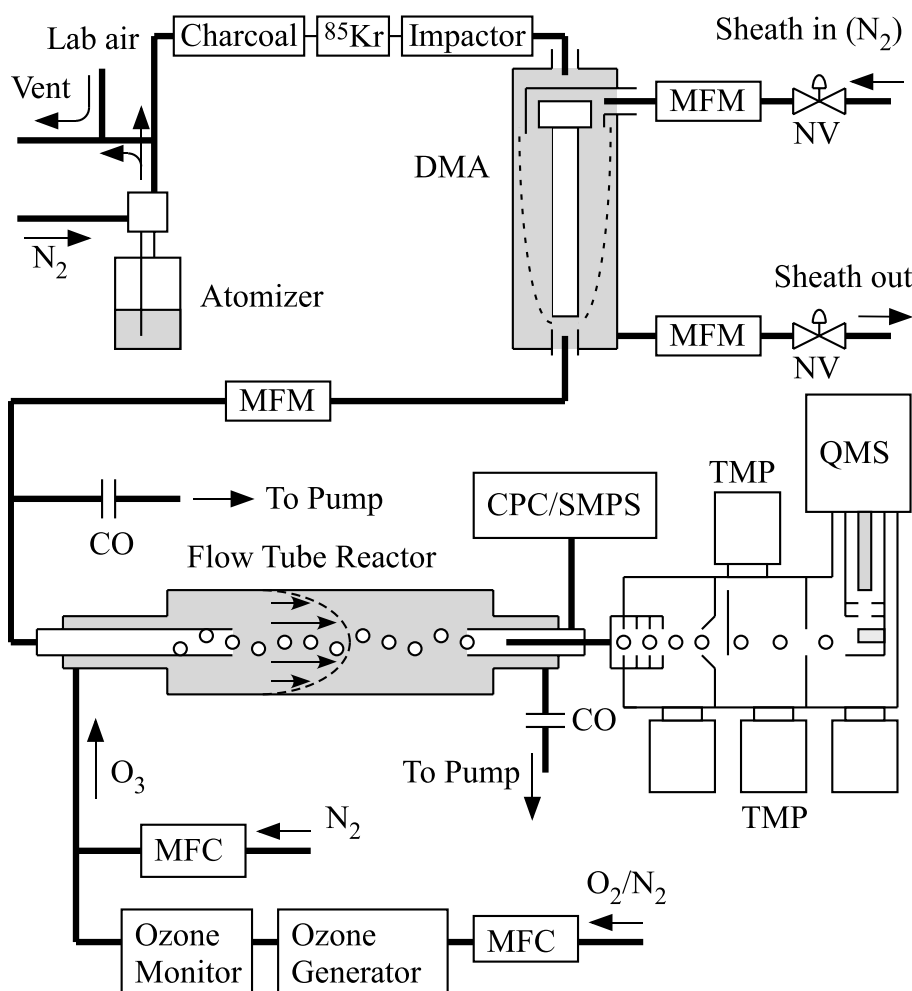 Lab air
Charcoal
⁸⁵Kr
Impactor
Sheath in (N₂)
Vent
MFM
NV
DMA
N₂
Atomizer
Sheath out
MFM
NV
MFM
QMS
TMP
To Pump
CPC/SMPS
CO
Flow Tube Reactor
CO
To Pump
O₃
TMP
N₂
MFC
O₂/N₂
Ozone
Monitor
Ozone
Generator
MFC